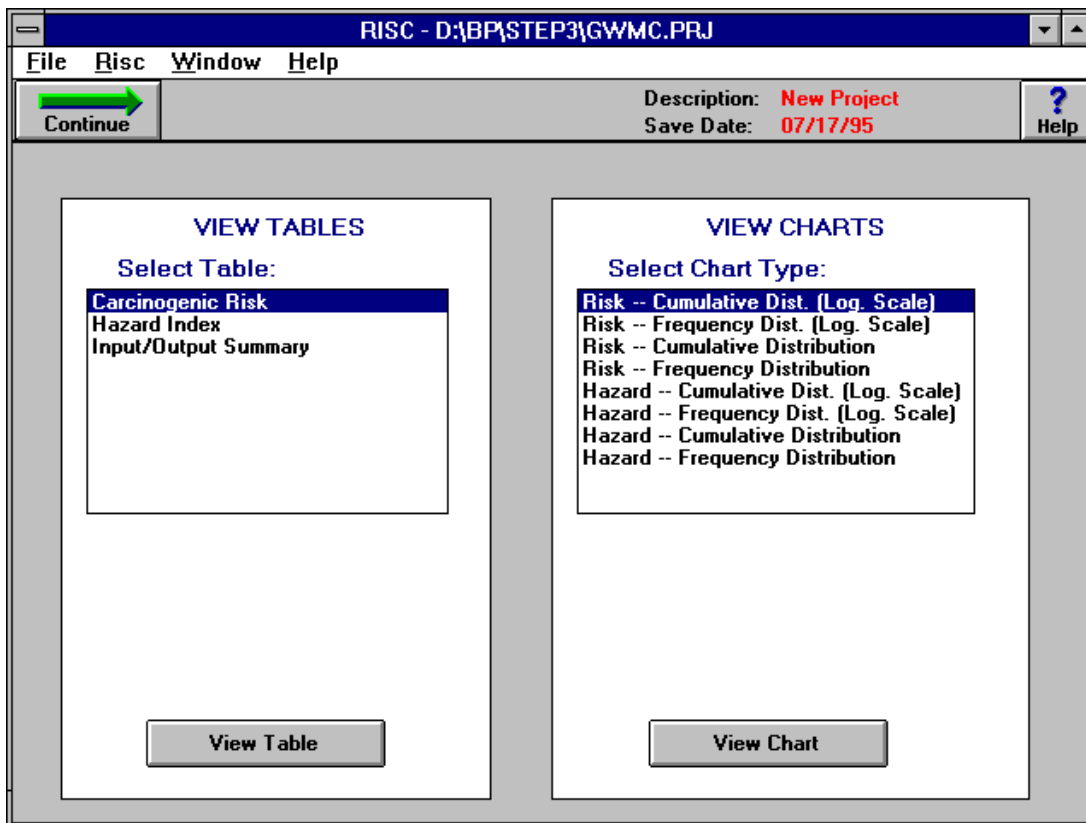 RISC - D:\BP\STEP3\GWMC.PRJ
File Risc Window Help
Continue
Description: New Project
Save Date: 07/17/95
? Help
VIEW TABLES
Select Table:
Carcinogenic Risk
Hazard Index
Input/Output Summary
View Table
VIEW CHARTS
Select Chart Type:
Risk -- Cumulative Dist. (Log. Scale)
Risk -- Frequency Dist. (Log. Scale)
Risk -- Cumulative Distribution
Risk -- Frequency Distribution
Hazard -- Cumulative Dist. (Log. Scale)
Hazard -- Frequency Dist. (Log. Scale)
Hazard -- Cumulative Distribution
Hazard -- Frequency Distribution
View Chart